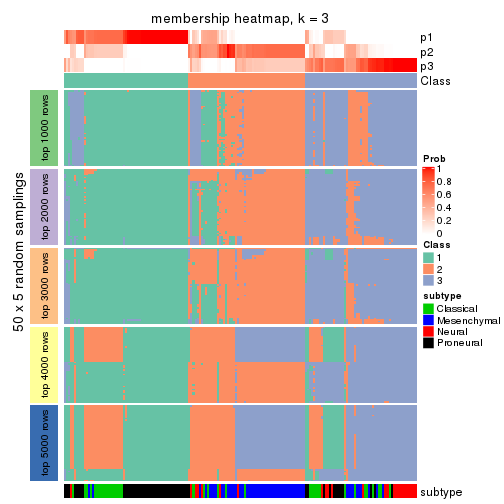 membership heatmap, k = 3
p1
p2
p3
Class
50 x 5 random samplings
top 1000 rows
top 2000 rows
top 3000 rows
top 4000 rows
top 5000 rows
Prob
1
0.8
0.6
0.4
0.2
0
Class
1
2
3
subtype
Classical
Mesenchymal
Neural
Proneural
subtype